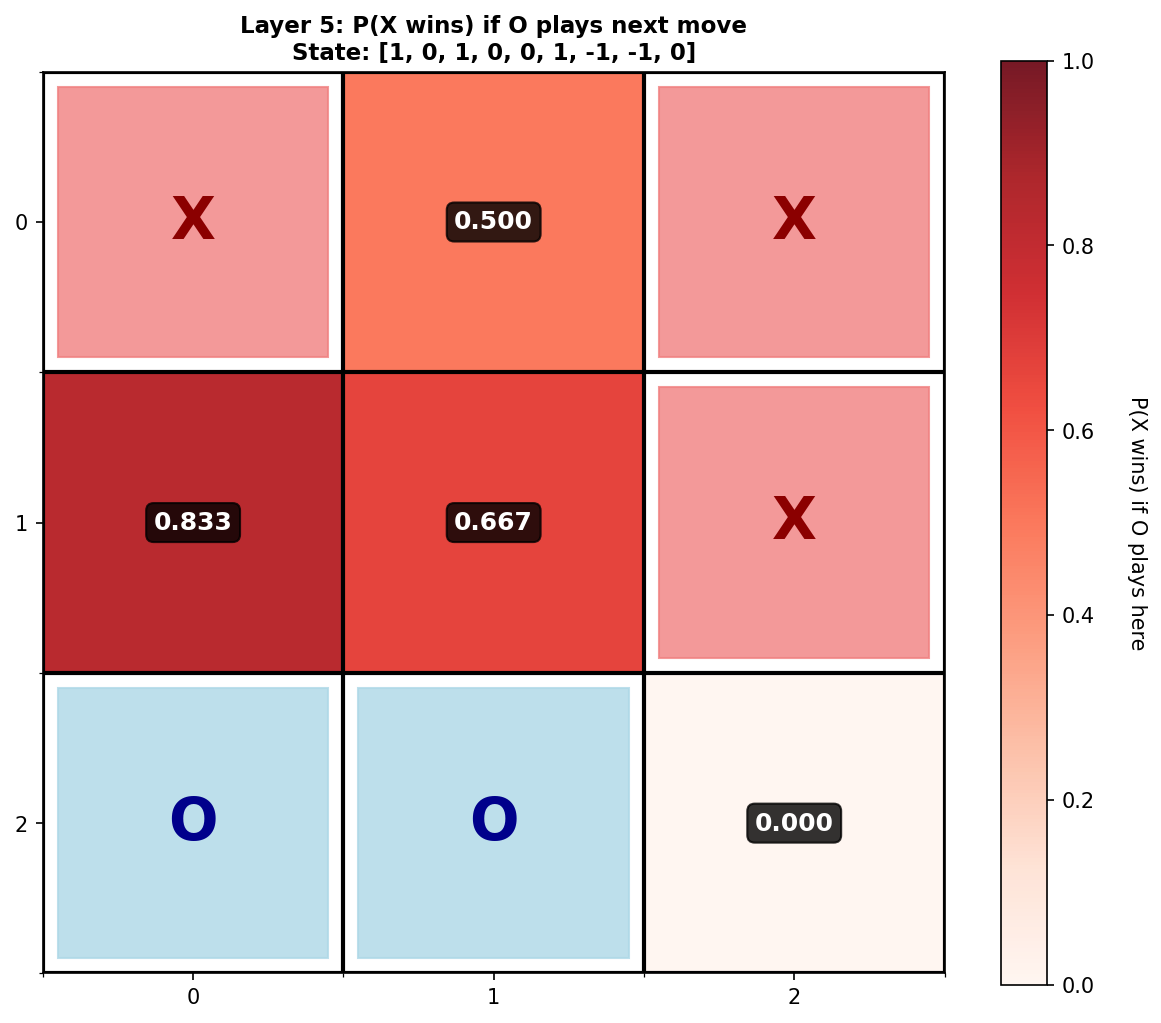 Layer 5: P(X wins) if O plays next move
State: [1, 0, 1, 0, 0, 1, -1, -1, 0]
0
X
0.500
X
1
0.833
0.667
X
2
O
O
0.000
0
1
2
1.0
0.8
0.6
0.4
0.2
0.0
P(X wins) if O plays here